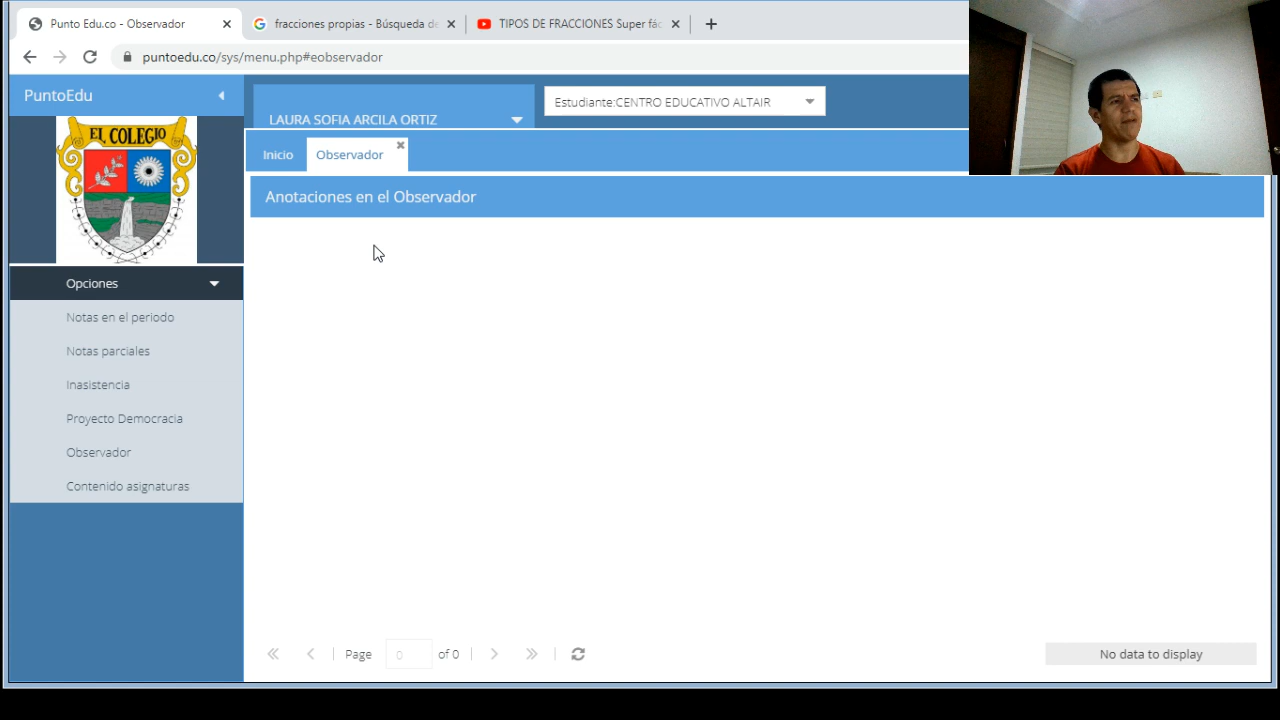 Punto Edu.co - Observador
fracciones propias - Búsqueda de
TIPOS DE FRACCIONES Super fác
puntoedu.co/sys/menu.php#eobservador
PuntoEdu
LAURA SOFIA ARCILA ORTIZ
Estudiante:CENTRO EDUCATIVO ALTAIR
EL COLEGIO
Inicio
Observador
Anotaciones en el Observador
Opciones
Notas en el periodo
Notas parciales
Inasistencia
Proyecto Democracia
Observador
Contenido asignaturas
Page 0 of 0
No data to display